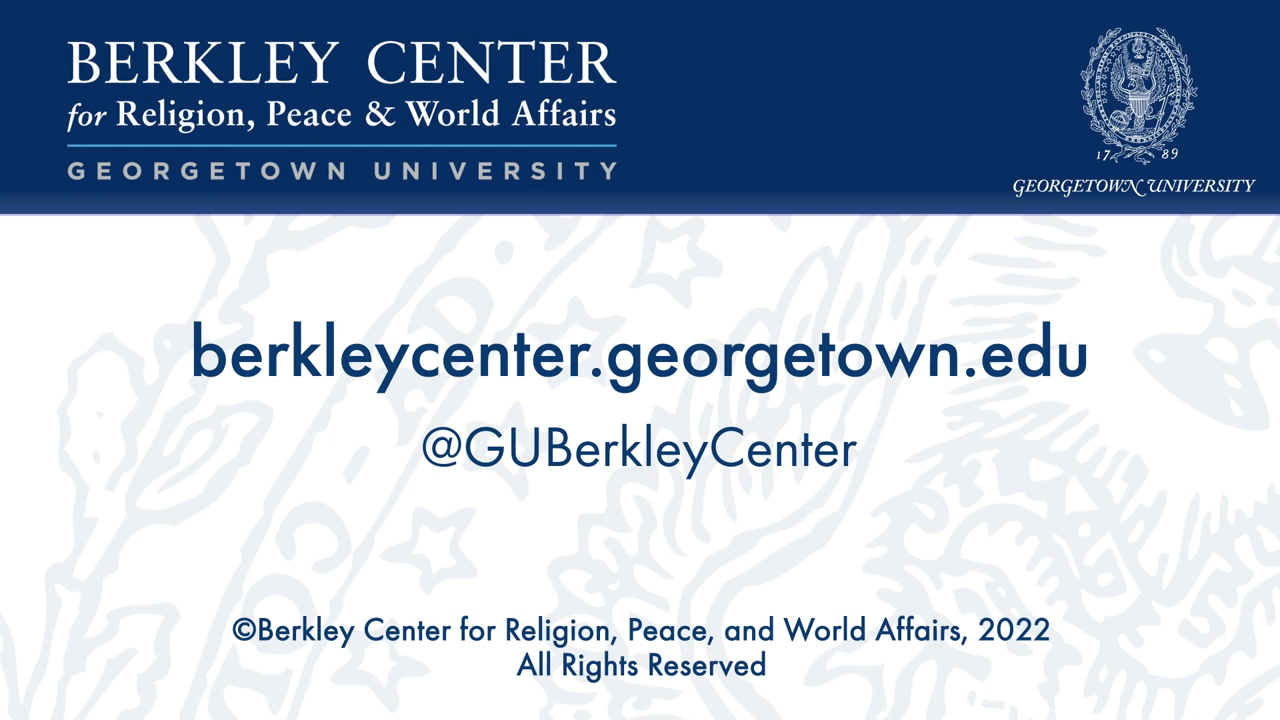 BERKLEY CENTER
for Religion, Peace & World Affairs
GEORGETOWN UNIVERSITY
17 89
GEORGETOWN UNIVERSITY
berkleycenter.georgetown.edu
@GUBerkleyCenter
©Berkley Center for Religion, Peace, and World Affairs, 2022
All Rights Reserved